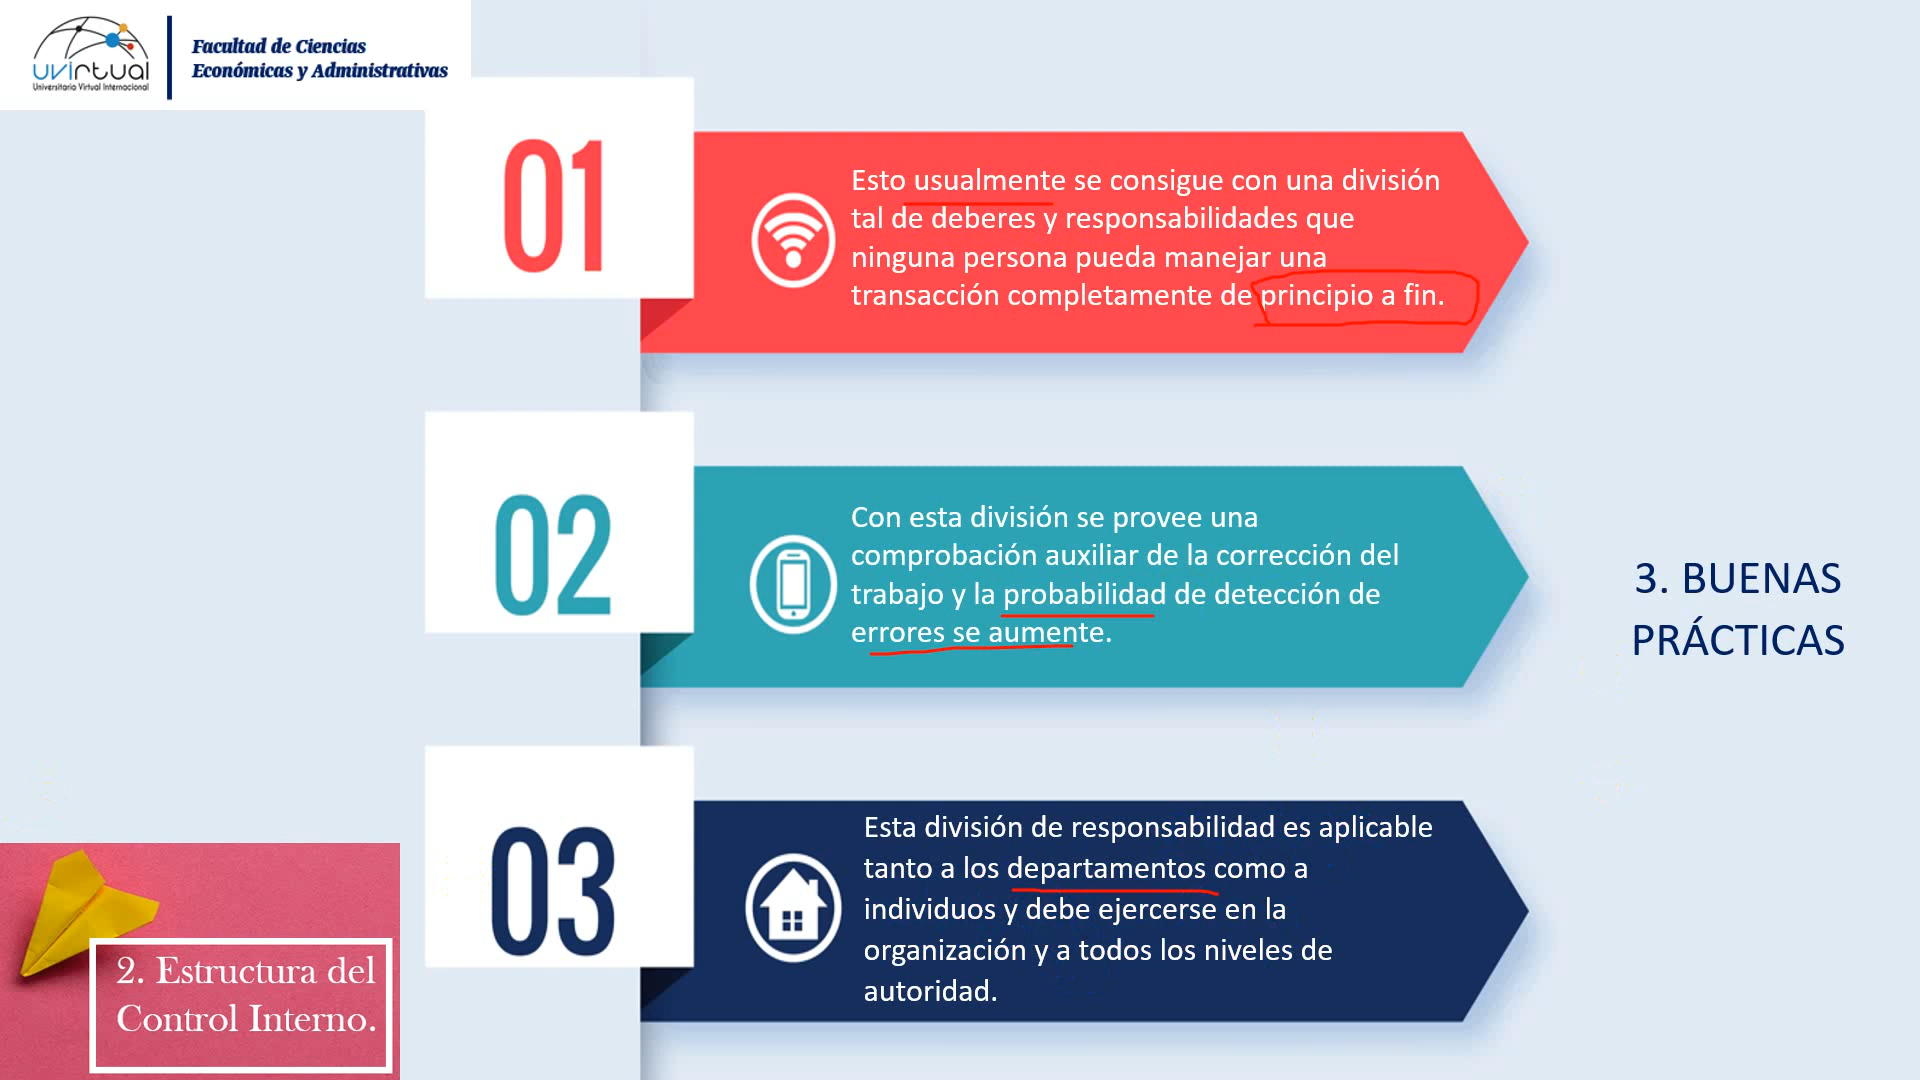 uvirtual
Universitaria Virtual Internacional
Facultad de Ciencias
Económicas y Administrativas
01
Esto usualmente se consigue con una división
tal de deberes y responsabilidades que
ninguna persona pueda manejar una
transacción completamente de principio a fin.
02
Con esta división se provee una
comprobación auxiliar de la corrección del
trabajo y la probabilidad de detección de
errores se aumente.
3. BUENAS
PRÁCTICAS
03
Esta división de responsabilidad es aplicable
tanto a los departamentos como a
individuos y debe ejercerse en la
organización y a todos los niveles de
autoridad.
2. Estructura del
Control Interno.